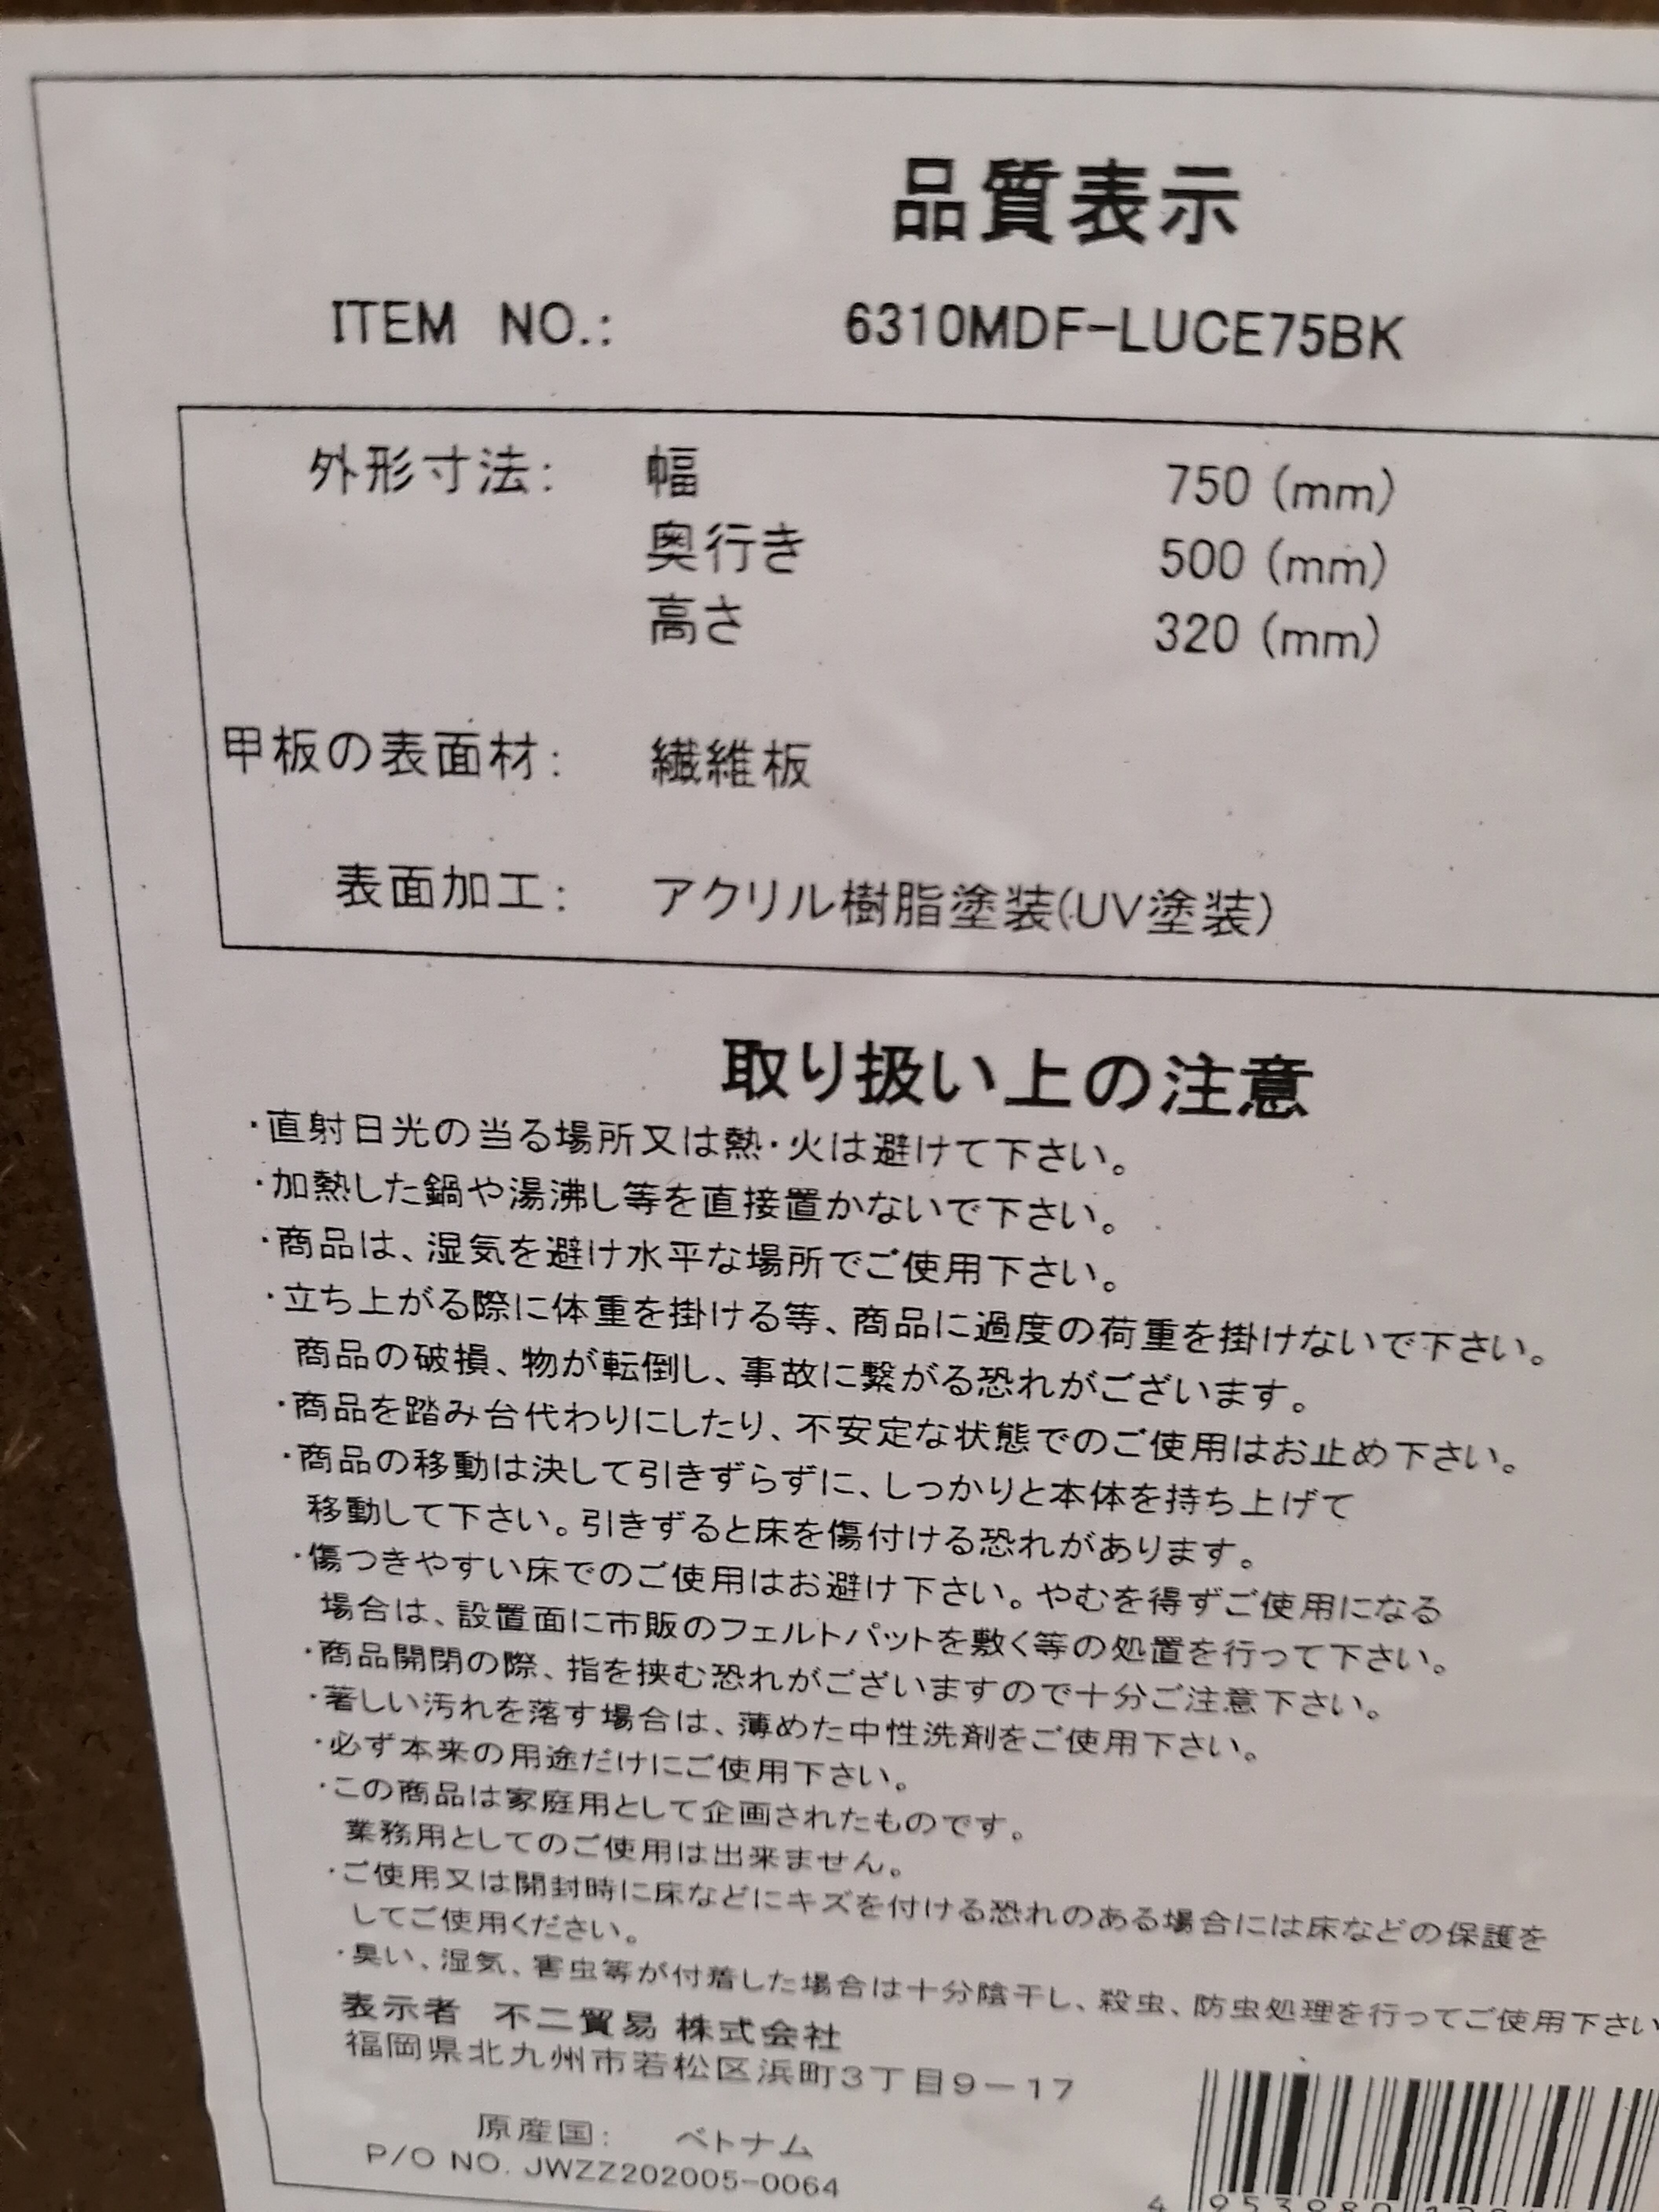 品質表示
ITEM NO.: 6310MDF-LUCE75BK
外形寸法: 幅 750 (mm)
奥行き 500 (mm)
高さ 320 (mm)
甲板の表面材: 繊維板
表面加工: アクリル樹脂塗装(UV塗装)
取り扱い上の注意
・直射日光の当る場所又は熱・火は避けて下さい。
・加熱した鍋や湯沸し等を直接置かないで下さい。
・商品は、湿気を避け水平な場所でご使用下さい。
・立ち上がる際に体重を掛ける等、商品に過度の荷重を掛けないで下さい。
商品の破損、物が転倒し、事故に繋がる恐れがございます。
・商品を踏み台代わりにしたり、不安定な状態でのご使用はお止め下さい。
・商品の移動は決して引きずらずに、しっかりと本体を持ち上げて
移動して下さい。引きずると床を傷付ける恐れがあります。
・傷つきやすい床でのご使用はお避け下さい。やむを得ずご使用になる
場合は、設置面に市販のフェルトパットを敷く等の処置を行って下さい。
・商品開閉の際、指を挟む恐れがございますので十分ご注意下さい。
・著しい汚れを落す場合は、薄めた中性洗剤をご使用下さい。
・必ず本来の用途だけにご使用下さい。
・この商品は家庭用として企画されたものです。
業務用としてのご使用は出来ません。
・ご使用又は開封時に床などにキズを付ける恐れのある場合には床などの保護を
してご使用ください。
・臭い、湿気、害虫等が付着した場合は十分陰干し、殺虫、防虫処理を行ってご使用下さい
表示者 不二貿易 株式会社
福岡県北九州市若松区浜町3丁目9-17
原産国: ベトナム
P/O NO. JWZZ202005-0064